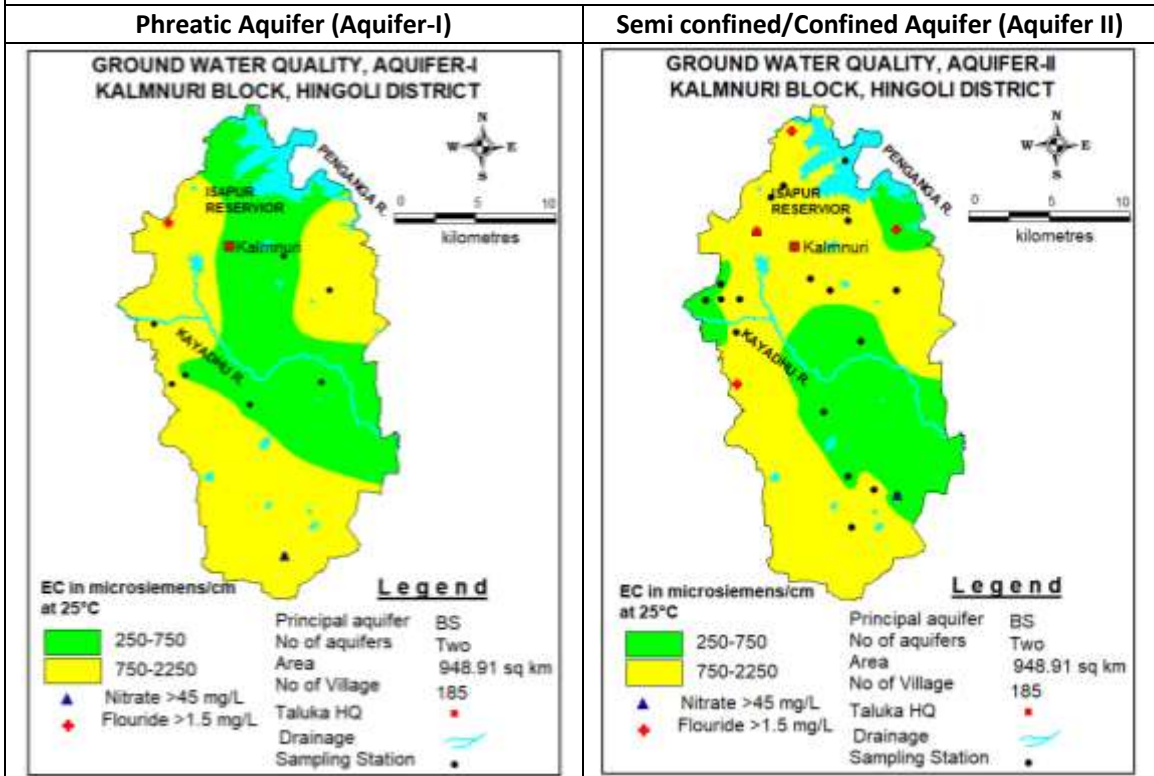 Phreatic Aquifer (Aquifer-I)
GROUND WATER QUALITY, AQUIFER-I
KALMNURI BLOCK, HINGOLI DISTRICT
N
W E
S
PENGANGA R.
ISAPUR
RESERVIOR
0 5 10
kilometres
Kalmnuri
KAYADHU R.
EC in microsiemens/cm
at 25°C
250-750
750-2250
Nitrate >45 mg/L
Flouride >1.5 mg/L
Legend
Principal aquifer BS
No of aquifers Two
Area 948.91 sq km
No of Village 185
Taluka HQ
Drainage
Sampling Station
Semi confined/Confined Aquifer (Aquifer II)
GROUND WATER QUALITY, AQUIFER-II
KALMNURI BLOCK, HINGOLI DISTRICT
N
W E
S
PENGANGA R.
ISAPUR
RESERVIOR
0 5 10
kilometres
Kalmnuri
KAYADHU R.
EC in microsiemens/cm
at 25°C
250-750
750-2250
Nitrate >45 mg/L
Flouride >1.5 mg/L
Legend
Principal aquifer BS
No of aquifers Two
Area 948.91 sq km
No of Village 185
Taluka HQ
Drainage
Sampling Station